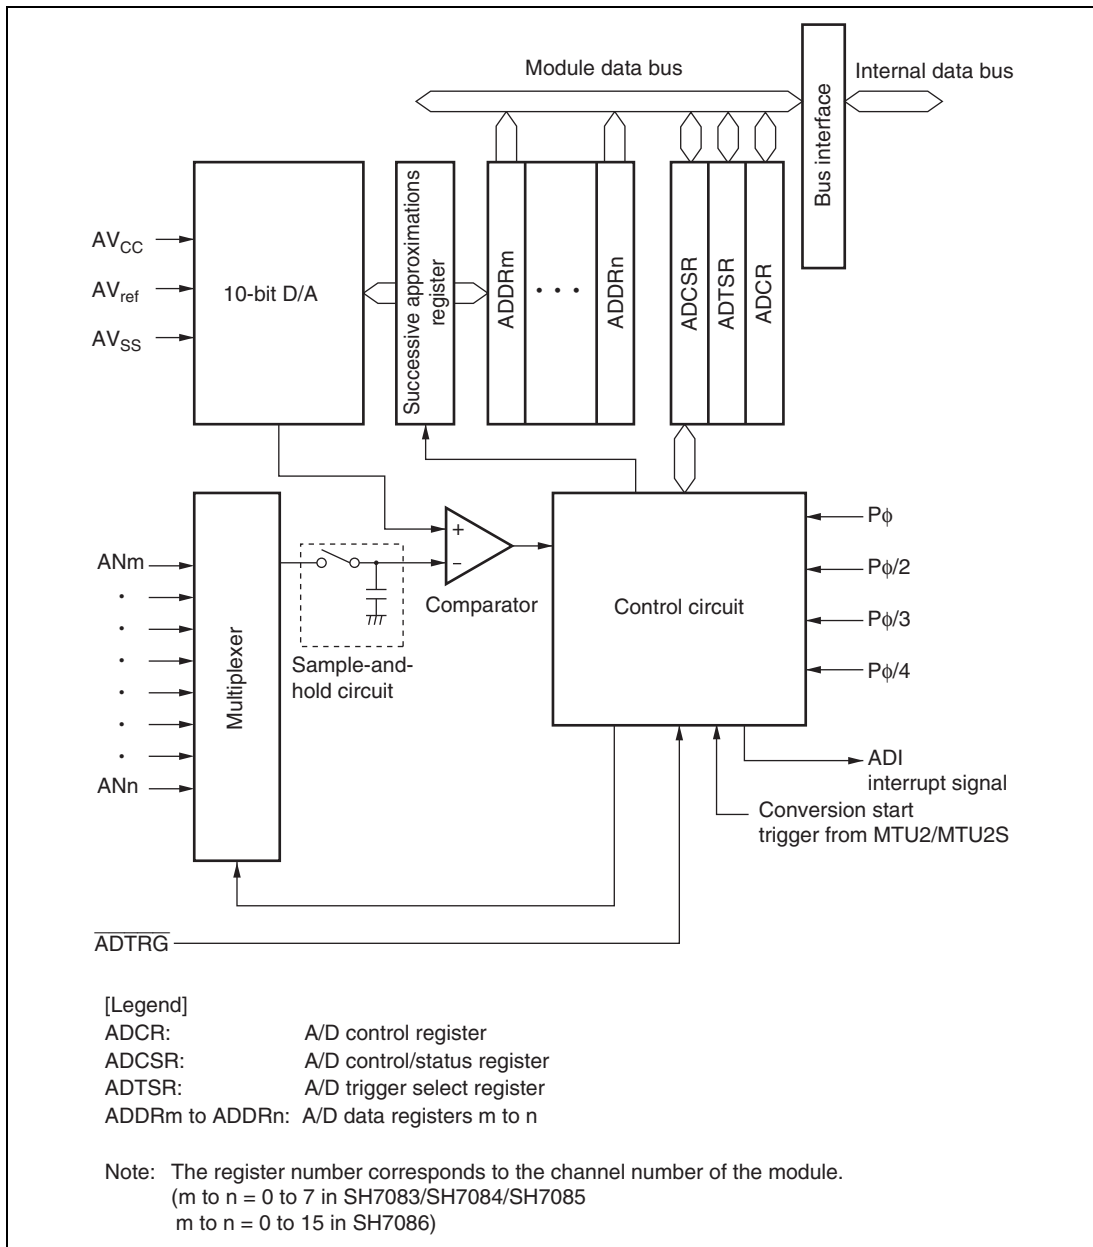 Module data bus
Internal data bus
Bus interface
AVCC
AVref
AVSS
10-bit D/A
Successive approximations
register
ADDRm
• • •
ADDRn
ADCSR
ADTSR
ADCR
ANm
ANn
Multiplexer
Sample-and-
hold circuit
+
−
Comparator
Control circuit
Pϕ
Pϕ/2
Pϕ/3
Pϕ/4
ADI
interrupt signal
Conversion start
trigger from MTU2/MTU2S
ADTRG
[Legend]
ADCR: A/D control register
ADCSR: A/D control/status register
ADTSR: A/D trigger select register
ADDRm to ADDRn: A/D data registers m to n
Note: The register number corresponds to the channel number of the module.
(m to n = 0 to 7 in SH7083/SH7084/SH7085
m to n = 0 to 15 in SH7086)